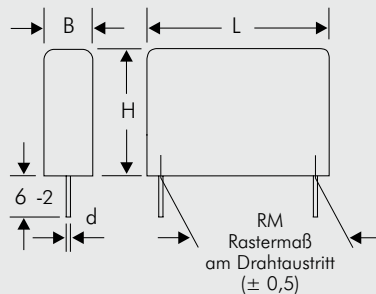 B
L
H
6 -2
d
RM
Rastermaß
am Drahtaustritt
(± 0,5)